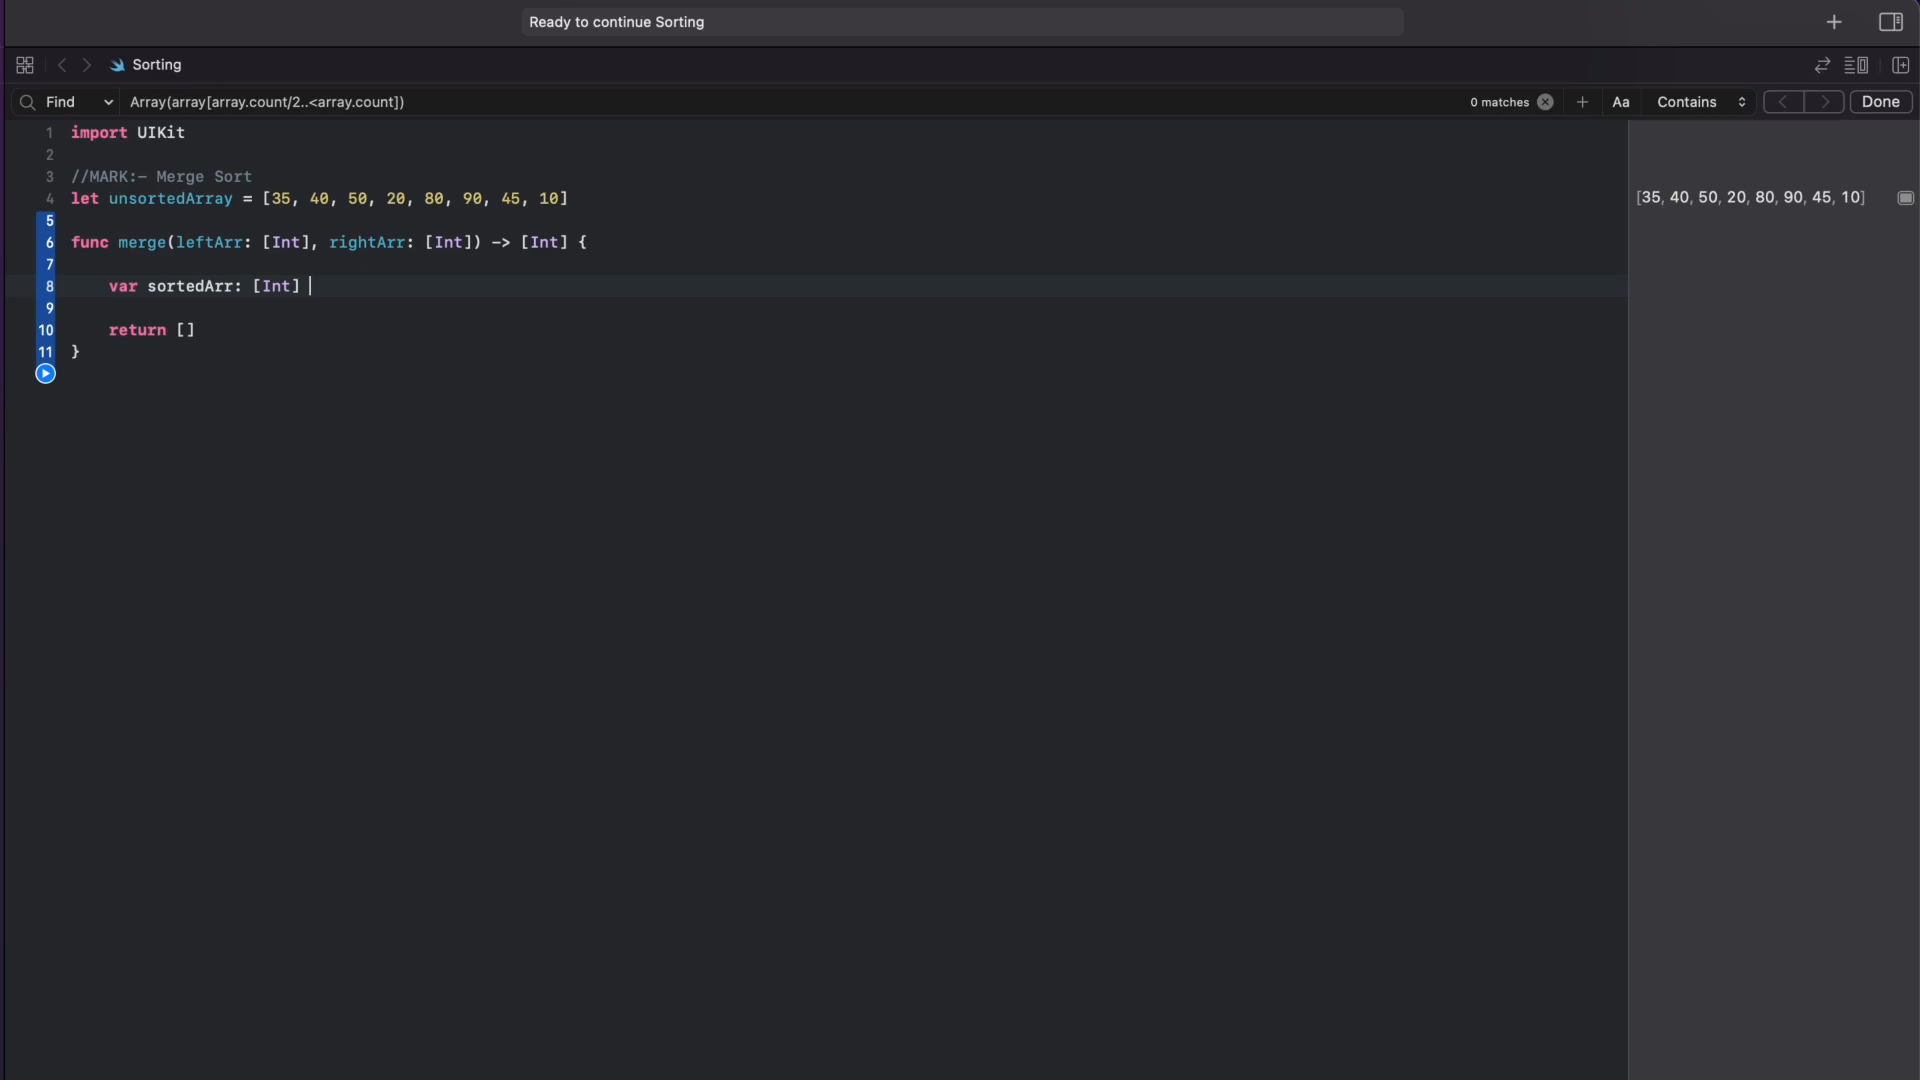 Ready to continue Sorting
Sorting
Find Array(array[array.count/2..<array.count]) 0 matches Aa Contains Done
1 import UIKit
2
3 //MARK:- Merge Sort
4 let unsortedArray = [35, 40, 50, 20, 80, 90, 45, 10] [35, 40, 50, 20, 80, 90, 45, 10]
5
6 func merge(leftArr: [Int], rightArr: [Int]) -> [Int] {
7
8 var sortedArr: [Int]
9
10 return []
11 }